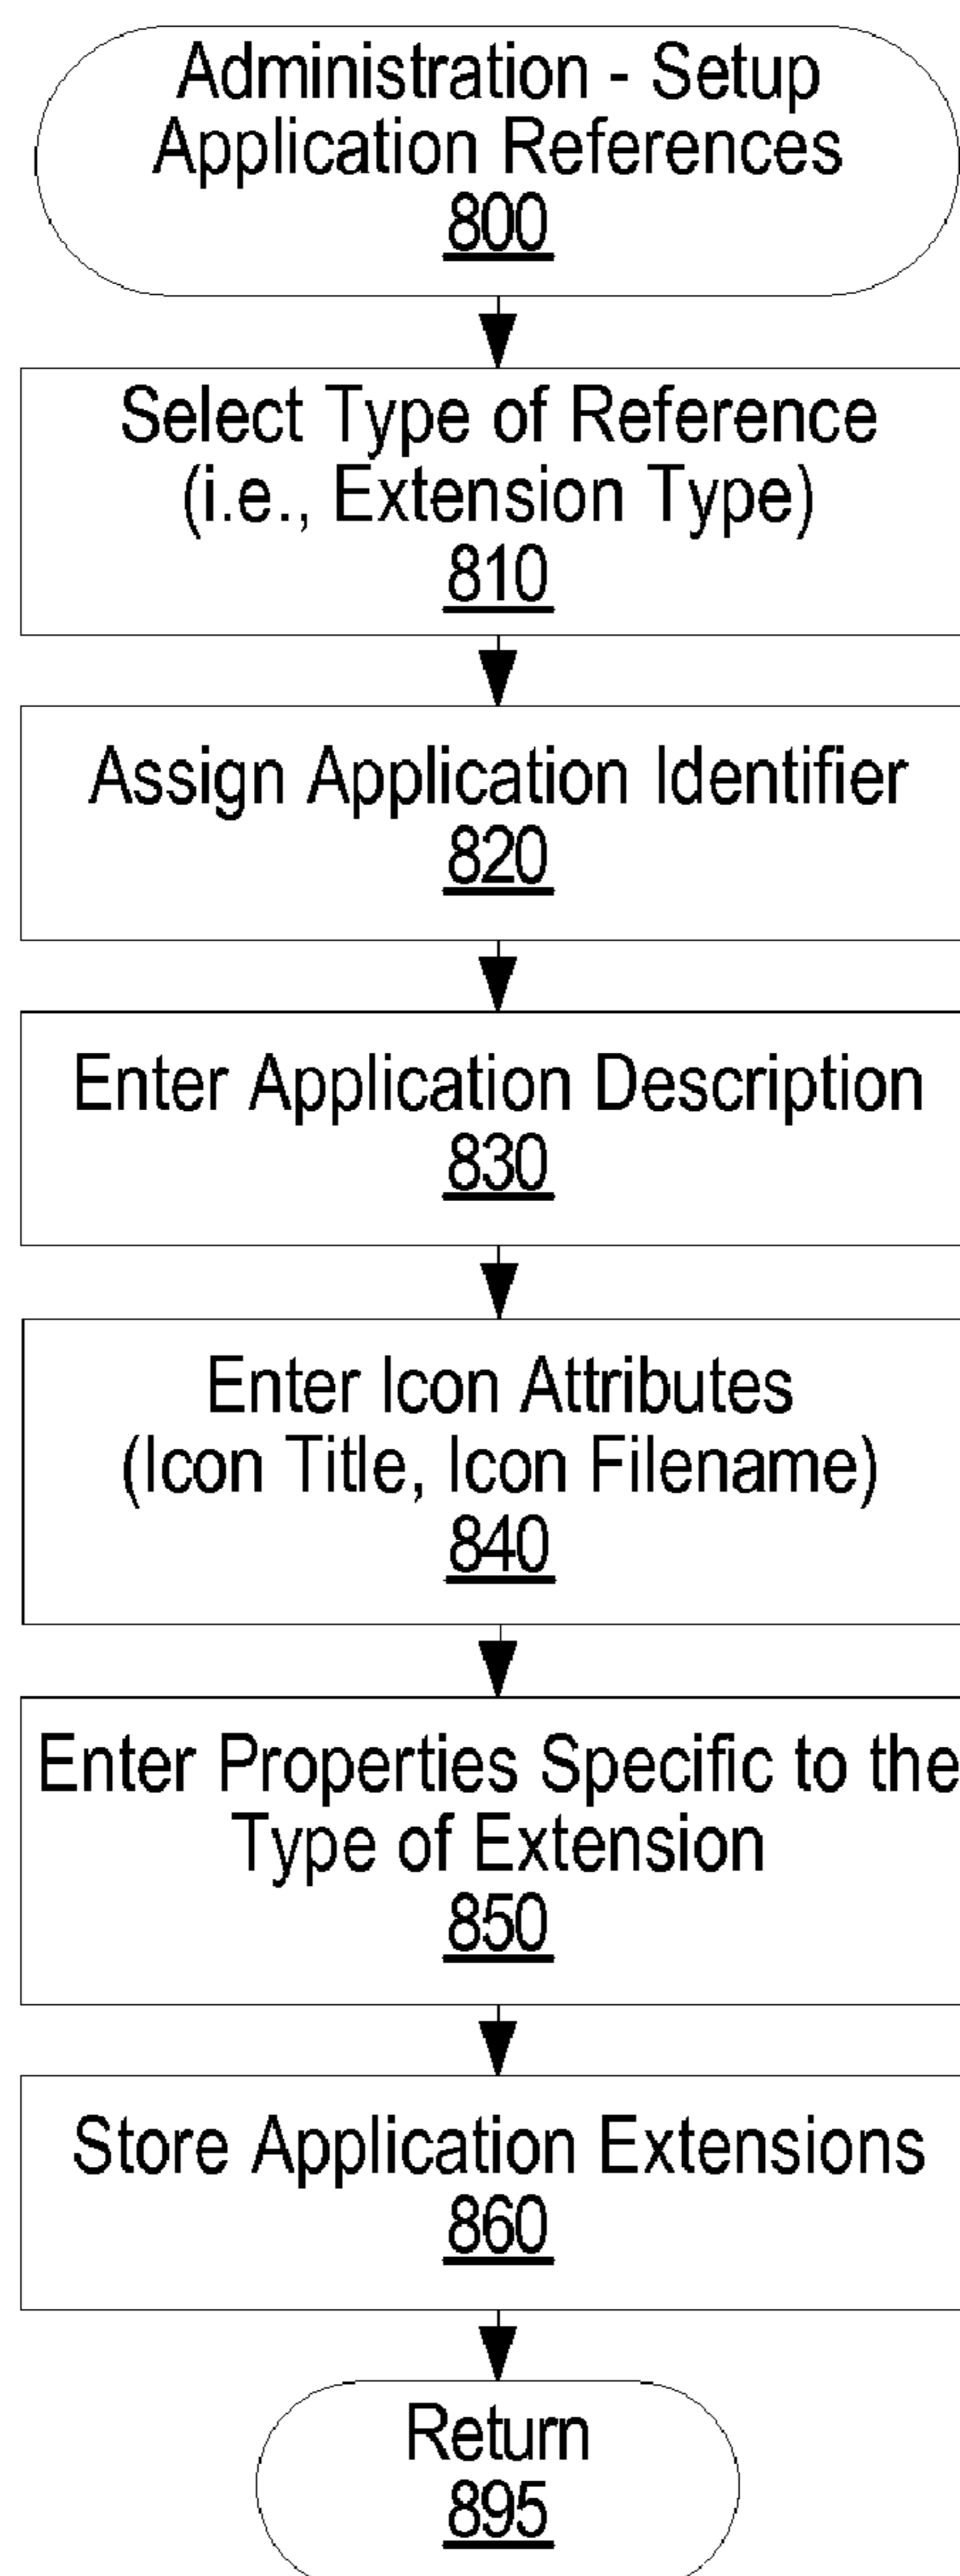 Administration - Setup
Application References
800
Select Type of Reference
(i.e., Extension Type)
810
Assign Application Identifier
820
Enter Application Description
830
Enter Icon Attributes
(Icon Title, Icon Filename)
840
Enter Properties Specific to the
Type of Extension
850
Store Application Extensions
860
Return
895